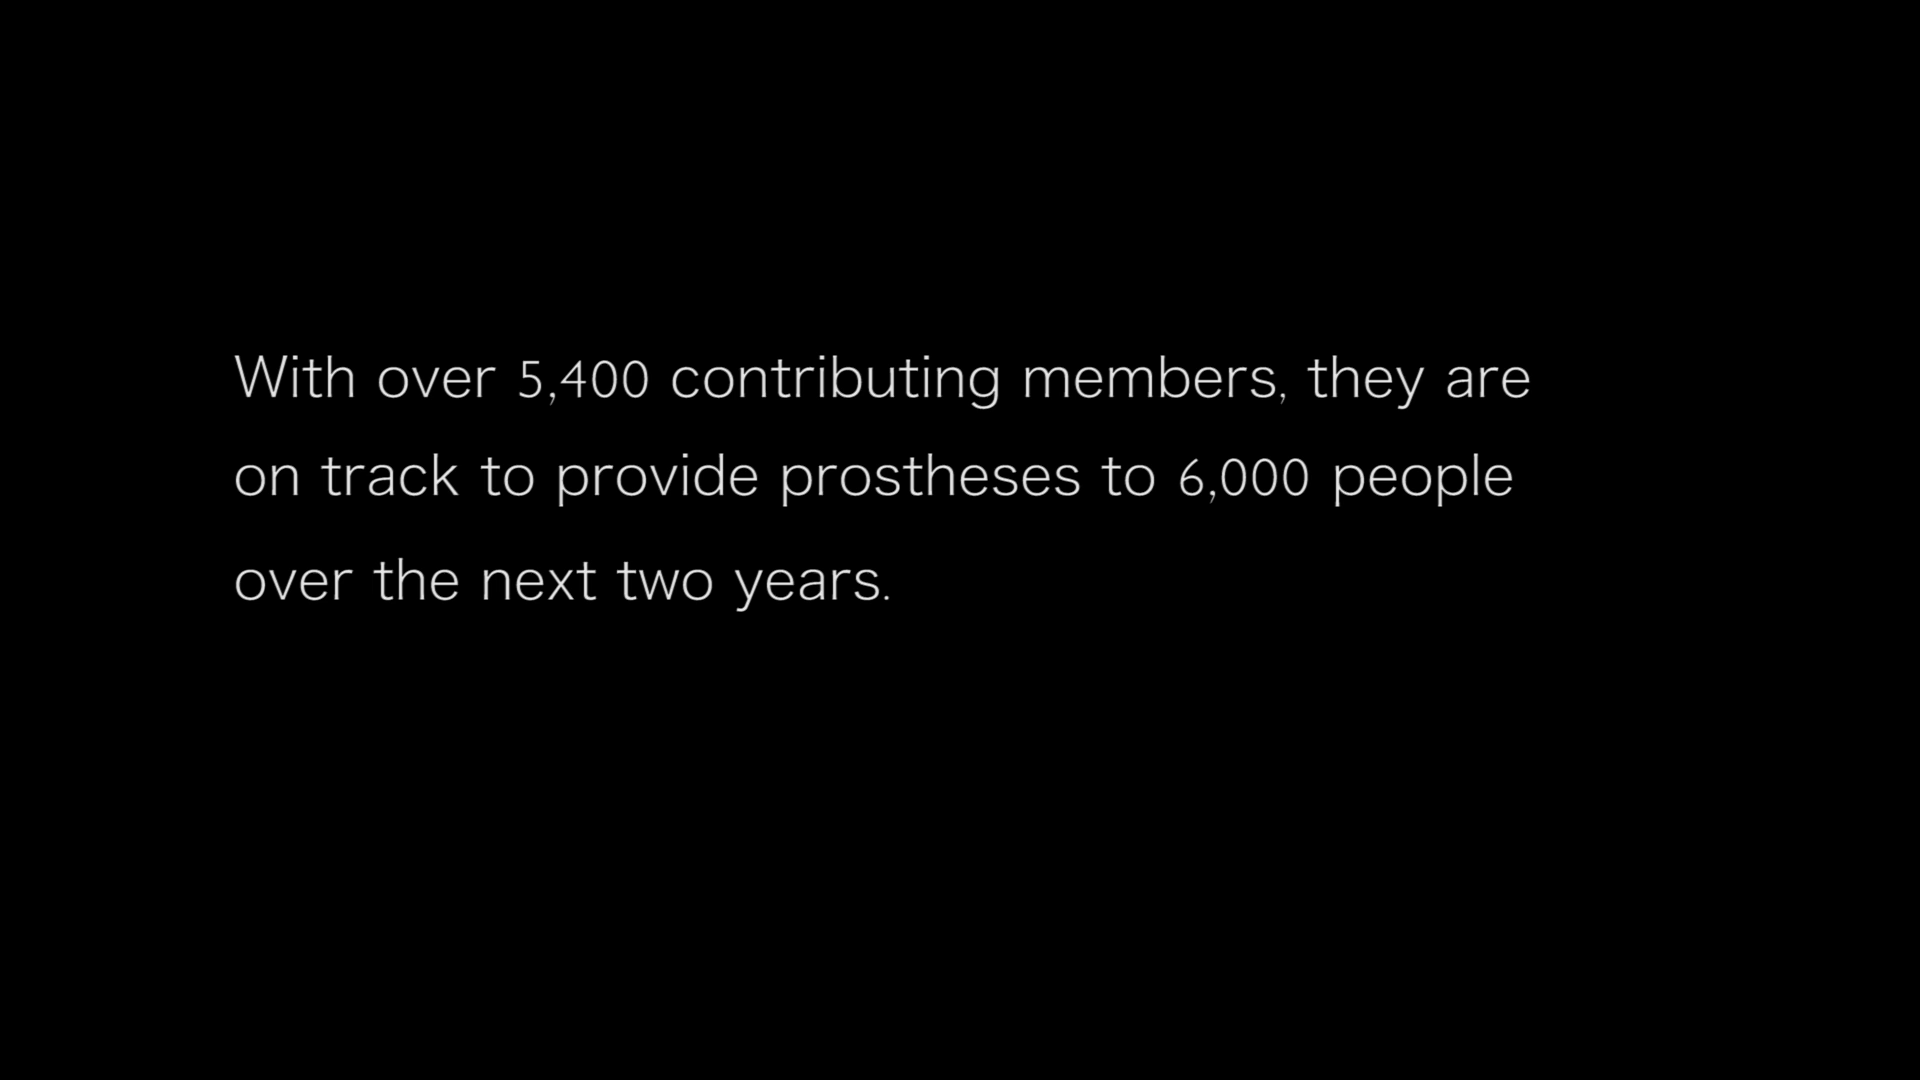 With over 5,400 contributing members, they are
on track to provide prostheses to 6,000 people
over the next two years.